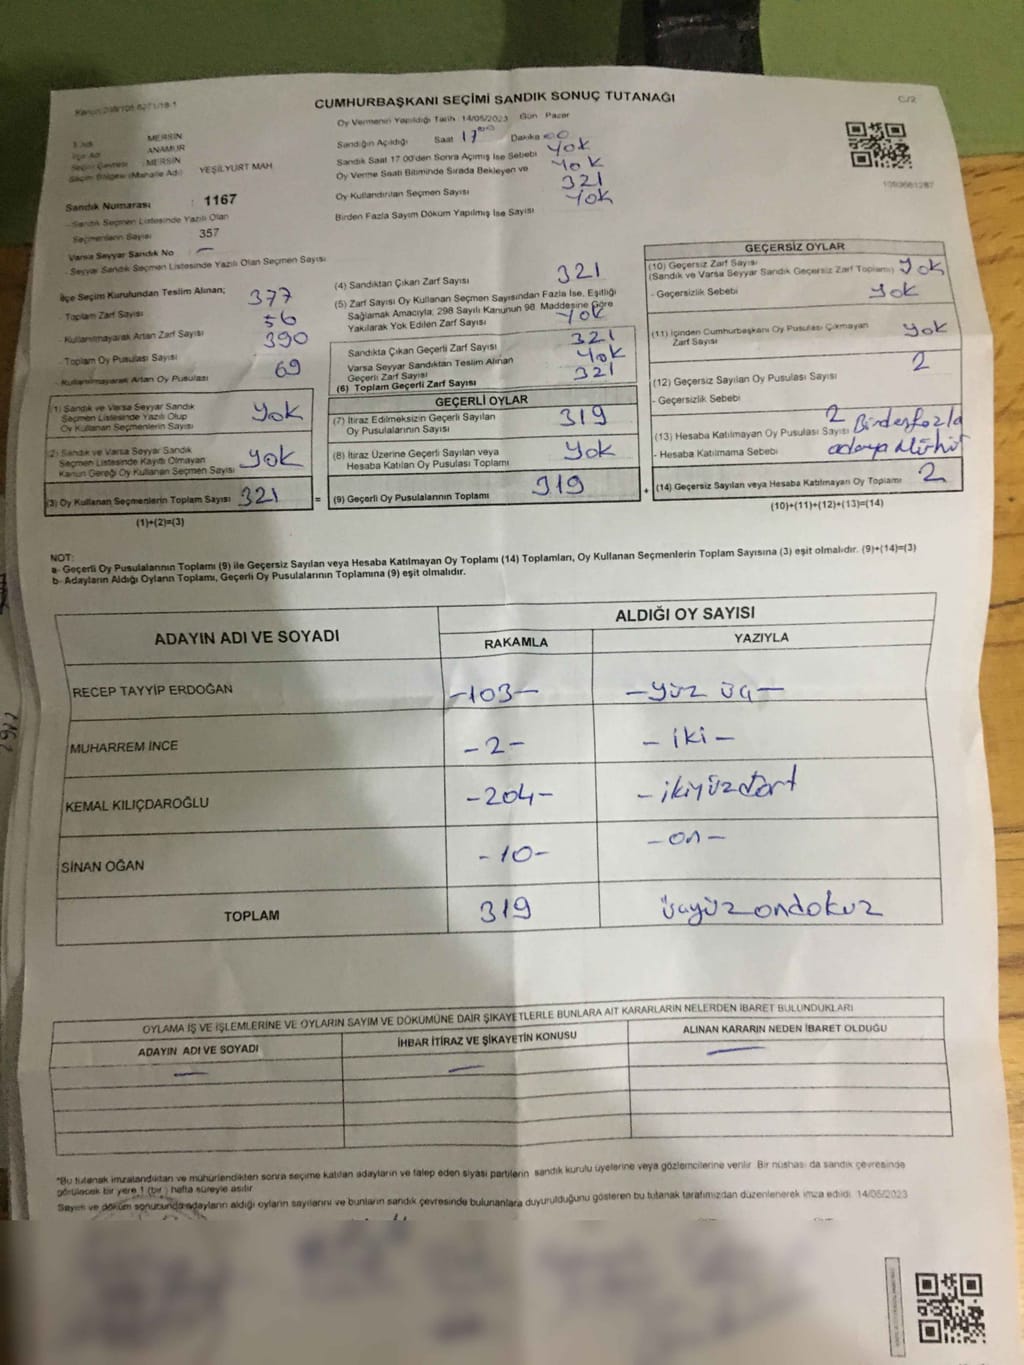 CUMHURBAŞKANI SEÇİMİ SANDIK SONUÇ TUTANAĞI
C/2
Oy Vermenin Yapıldığı Tarih 14/05/2023 Gün Pazar
İlçe Adı
MERSİN
ANAMUR
MERSİN
Seçim Bölgesi (Mahalle Adı) YEŞİLYURT MAH
Sandık Numarası : 1167
- Sandık Seçmen Listesinde Yazılı Olan
Seçmenlerin Sayısı 357
Varsa Seyyar Sandık No : —
- Seyyar Sandık Seçmen Listesinde Yazılı Olan Seçmen Sayısı
Sandığın Açıldığı Saat 17 Dakika 00
Sandık Saat 17 00'den Sonra Açımış İse Sebebi Yok
Oy Verme Saati Bitiminde Sırada Bekleyen ve Yok
Oy Kullandırılan Seçmen Sayısı 321
Birden Fazla Sayım Döküm Yapılmış İse Sayısı Yok
1093661287
İlçe Seçim Kurulundan Teslim Alınan;
- Toplam Zarf Sayısı 377
- Kullanılmayarak Artan Zarf Sayısı 56
- Toplam Oy Pusulası Sayısı 390
- Kullanılmayarak Artan Oy Pusulası 69
(1) Sandık ve Varsa Seyyar Sandık
Seçmen Listesinde Yazılı Olup
Oy Kullanan Seçmenlerin Sayısı Yok
(2) Sandık ve Varsa Seyyar Sandık
Seçmen Listesinde Kayıtlı Olmayan
Kanun Gereği Oy Kullanan Seçmen Sayısı Yok
(3) Oy Kullanan Seçmenlerin Toplam Sayısı 321
(1)+(2)=(3)
(4) Sandıktan Çıkan Zarf Sayısı 321
(5) Zarf Sayısı Oy Kullanan Seçmen Sayısından Fazla İse, Eşitliği
Sağlamak Amacıyla; 298 Sayılı Kanunun 98. Maddesine Göre
Yakılarak Yok Edilen Zarf Sayısı Yok
Sandıkta Çıkan Geçerli Zarf Sayısı 321
Varsa Seyyar Sandıktan Teslim Alınan
Geçerli Zarf Sayısı Yok
(6) Toplam Geçerli Zarf Sayısı 321
GEÇERLİ OYLAR
(7) İtiraz Edilmeksizin Geçerli Sayılan
Oy Pusulalarının Sayısı 319
(8) İtiraz Üzerine Geçerli Sayılan veya
Hesaba Katılan Oy Pusulası Toplamı Yok
= (9) Geçerli Oy Pusulalarının Toplamı 319
GEÇERSİZ OYLAR
(10) Geçersiz Zarf Sayısı
(Sandık ve Varsa Seyyar Sandık Geçersiz Zarf Toplamı) Yok
- Geçersizlik Sebebi Yok
(11) İçinden Cumhurbaşkanı Oy Pusulası Çıkmayan
Zarf Sayısı Yok
(12) Geçersiz Sayılan Oy Pusulası Sayısı 2
- Geçersizlik Sebebi
(13) Hesaba Katılmayan Oy Pusulası Sayısı 2 Birden fazla
- Hesaba Katılmama Sebebi adaya Mühür
+ (14) Geçersiz Sayılan veya Hesaba Katılmayan Oy Toplamı 2
(10)+(11)+(12)+(13)=(14)
NOT:
a- Geçerli Oy Pusulalarının Toplamı (9) ile Geçersiz Sayılan veya Hesaba Katılmayan Oy Toplamı (14) Toplamları, Oy Kullanan Seçmenlerin Toplam Sayısına (3) eşit olmalıdır. (9)+(14)=(3)
b- Adayların Aldığı Oyların Toplamı, Geçerli Oy Pusulalarının Toplamına (9) eşit olmalıdır.
ADAYIN ADI VE SOYADI
ALDIĞI OY SAYISI
RAKAMLA YAZIYLA
RECEP TAYYİP ERDOĞAN -103- -yüz üç-
MUHARREM İNCE -2- -iki-
KEMAL KILIÇDAROĞLU -204- -ikiyüzdört
SİNAN OĞAN -10- -on-
TOPLAM 319 üçyüzondokuz
OYLAMA İŞ VE İŞLEMLERİNE VE OYLARIN SAYIM VE DÖKÜMÜNE DAİR ŞİKAYETLERLE BUNLARA AİT KARARLARIN NELERDEN İBARET BULUNDUKLARI
ADAYIN ADI VE SOYADI İHBAR İTİRAZ VE ŞİKAYETİN KONUSU ALINAN KARARIN NEDEN İBARET OLDUĞU
— — —
*Bu tutanak imzalandıktan ve mühürlendikten sonra seçime katılan adayların ve talep eden siyasi partilerin sandık kurulu üyelerine veya gözlemcilerine verilir. Bir nüshası da sandık çevresinde
görülecek bir yere 1 (bir) hafta süreyle asılır.
Sayım ve döküm sonucunda adayların aldığı oyların sayılarını ve bunların sandık çevresinde bulunanlara duyurulduğunu gösteren bu tutanak tarafımızdan düzenlenerek imza edildi. 14/05/2023